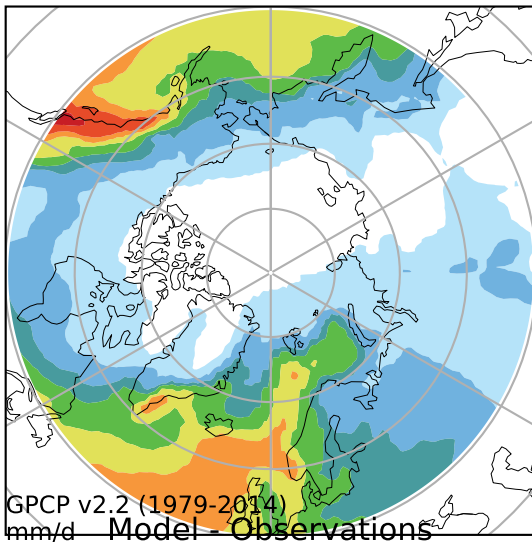 GPCP v2.2 (1979-2014)
mm/d Model - Observations